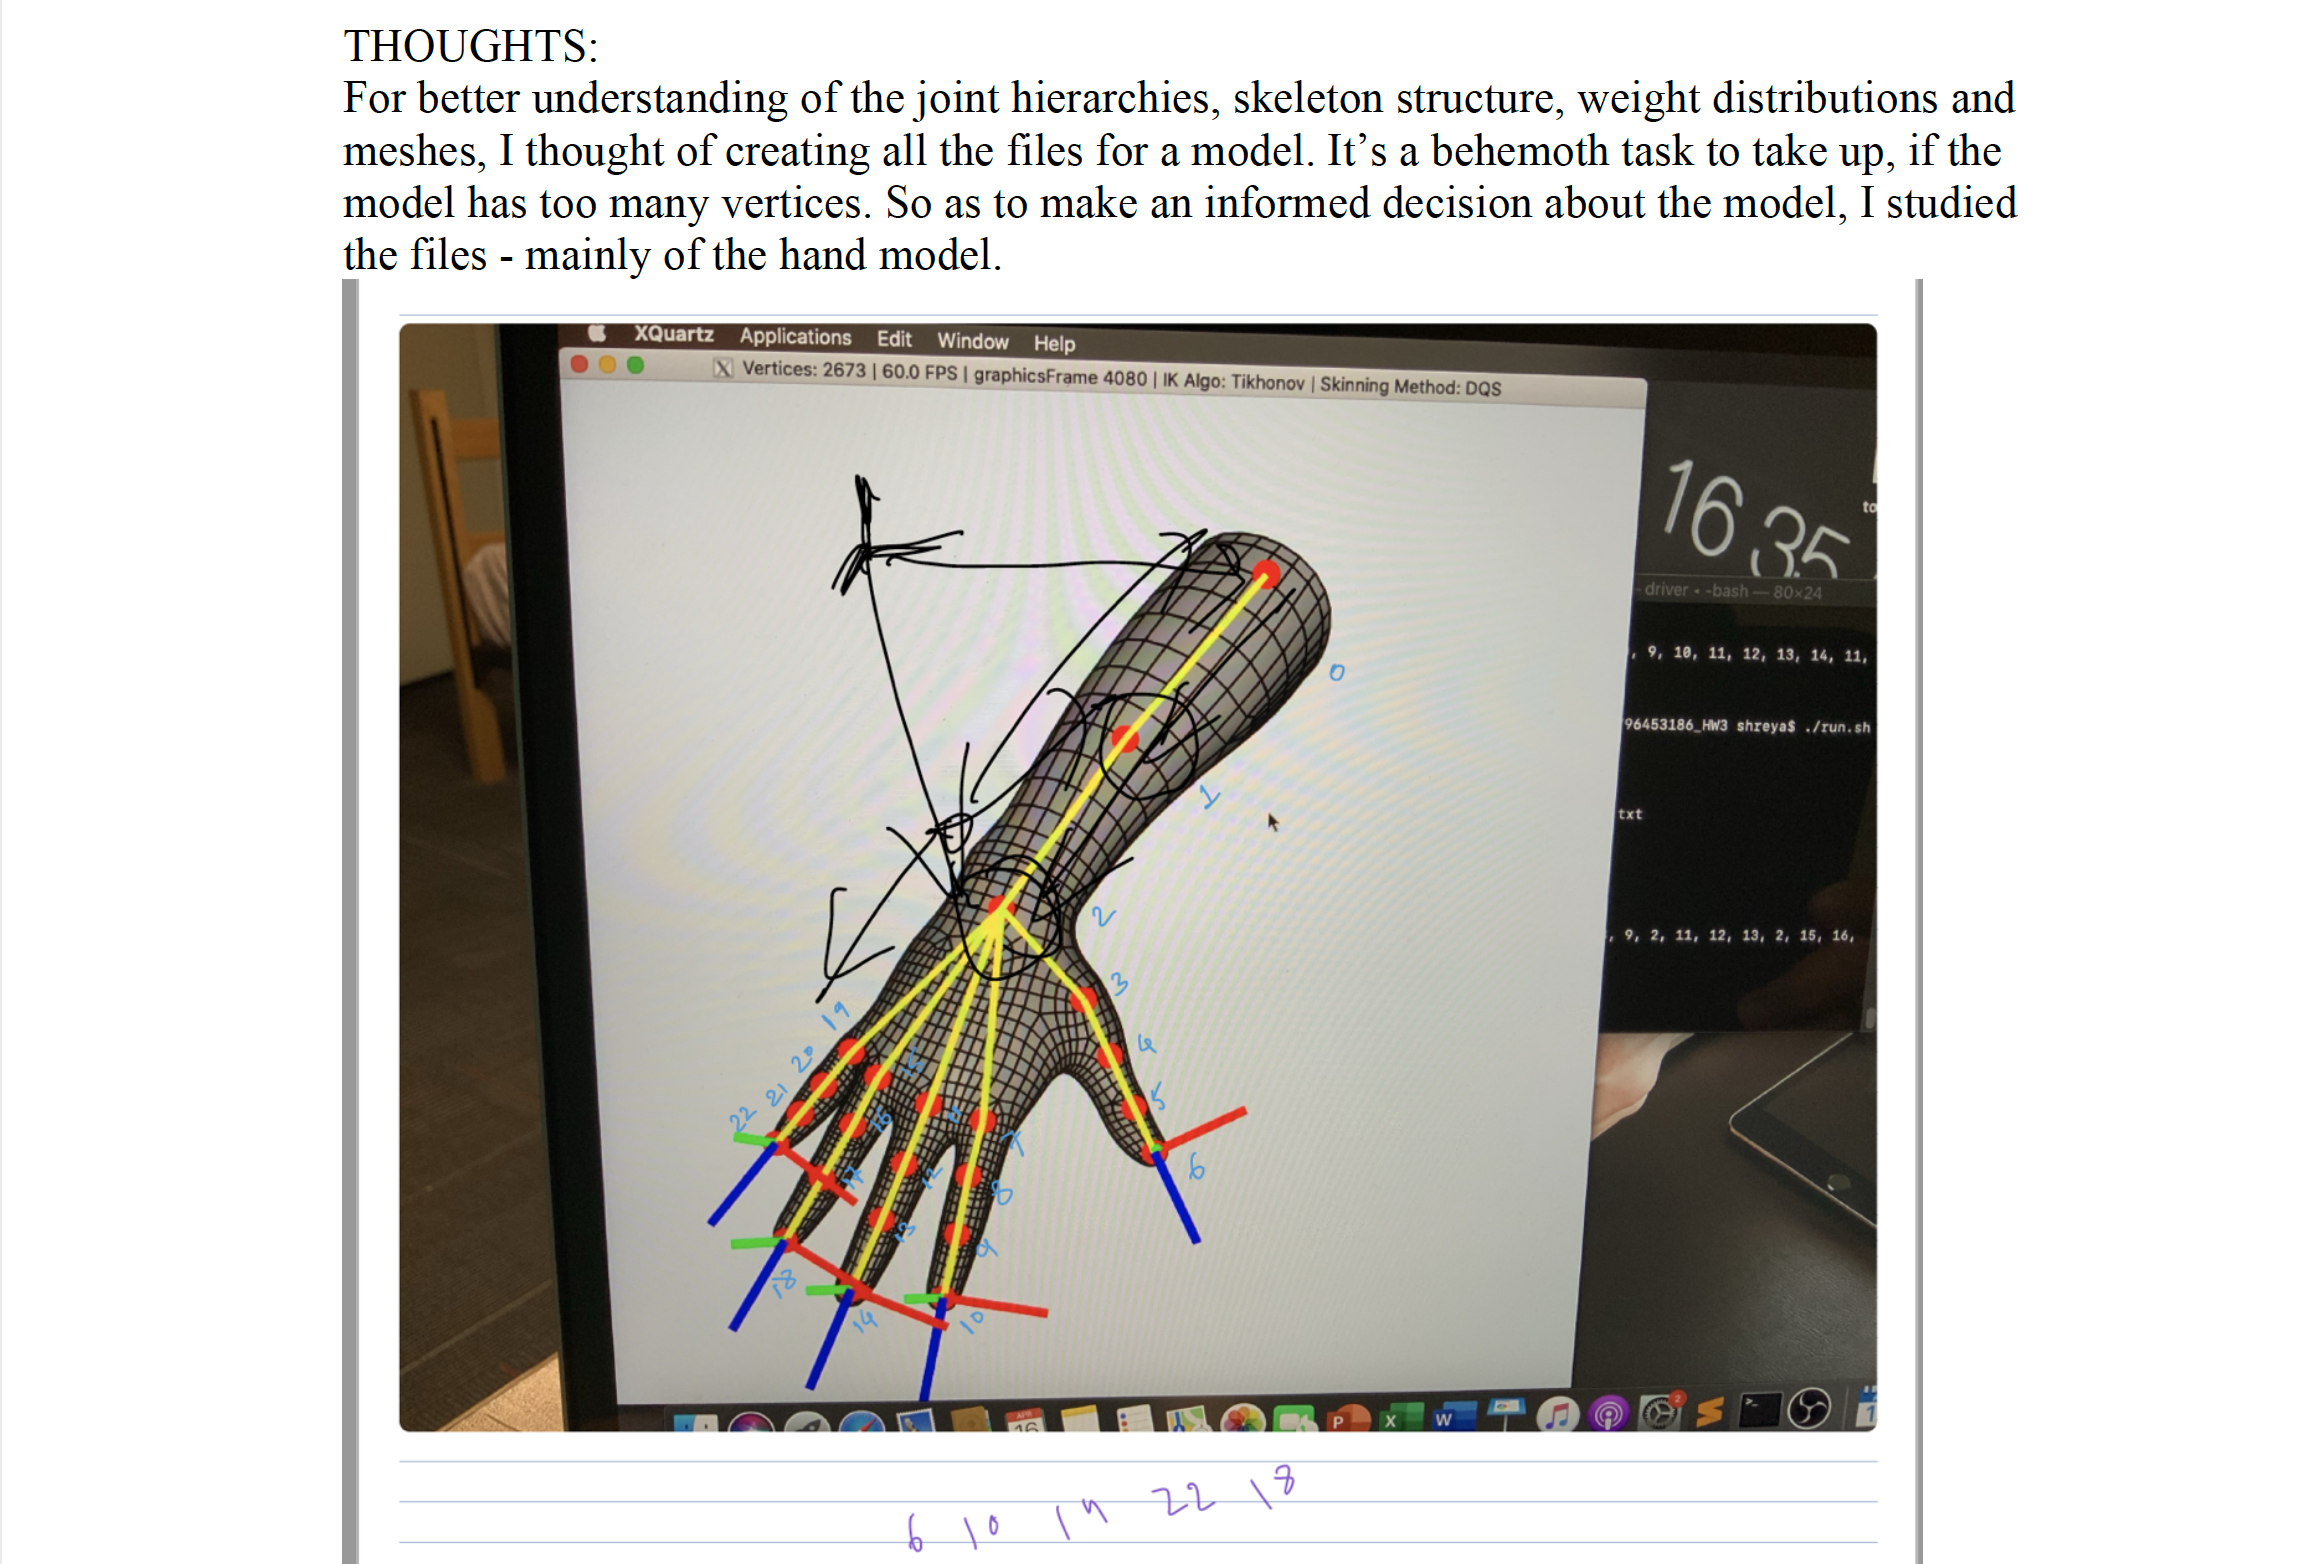 THOUGHTS:
For better understanding of the joint hierarchies, skeleton structure, weight distributions and
meshes, I thought of creating all the files for a model. It’s a behemoth task to take up, if the
model has too many vertices. So as to make an informed decision about the model, I studied
the files - mainly of the hand model.
XQuartz Applications Edit Window Help
X Vertices: 2673 | 60.0 FPS | graphicsFrame 4080 | IK Algo: Tikhonov | Skinning Method: DQS
16 35
to
driver • -bash — 80×24
, 9, 10, 11, 12, 13, 14, 11,
96453186_HW3 shreya$ ./run.sh
txt
, 9, 2, 11, 12, 13, 2, 15, 16,
0
1
2
3
4
5
6
7
8
9
10
11
12
13
14
15
16
17
18
19
20
21
22
APR
16
P X W
2
6 10 14 22 18